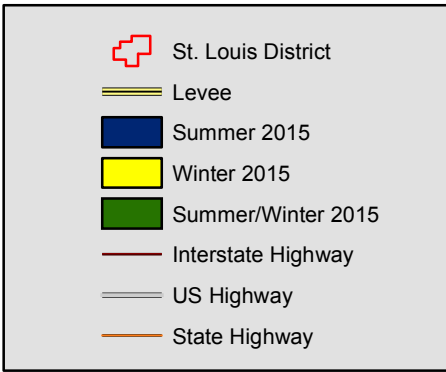 St. Louis District
Levee
Summer 2015
Winter 2015
Summer/Winter 2015
Interstate Highway
US Highway
State Highway